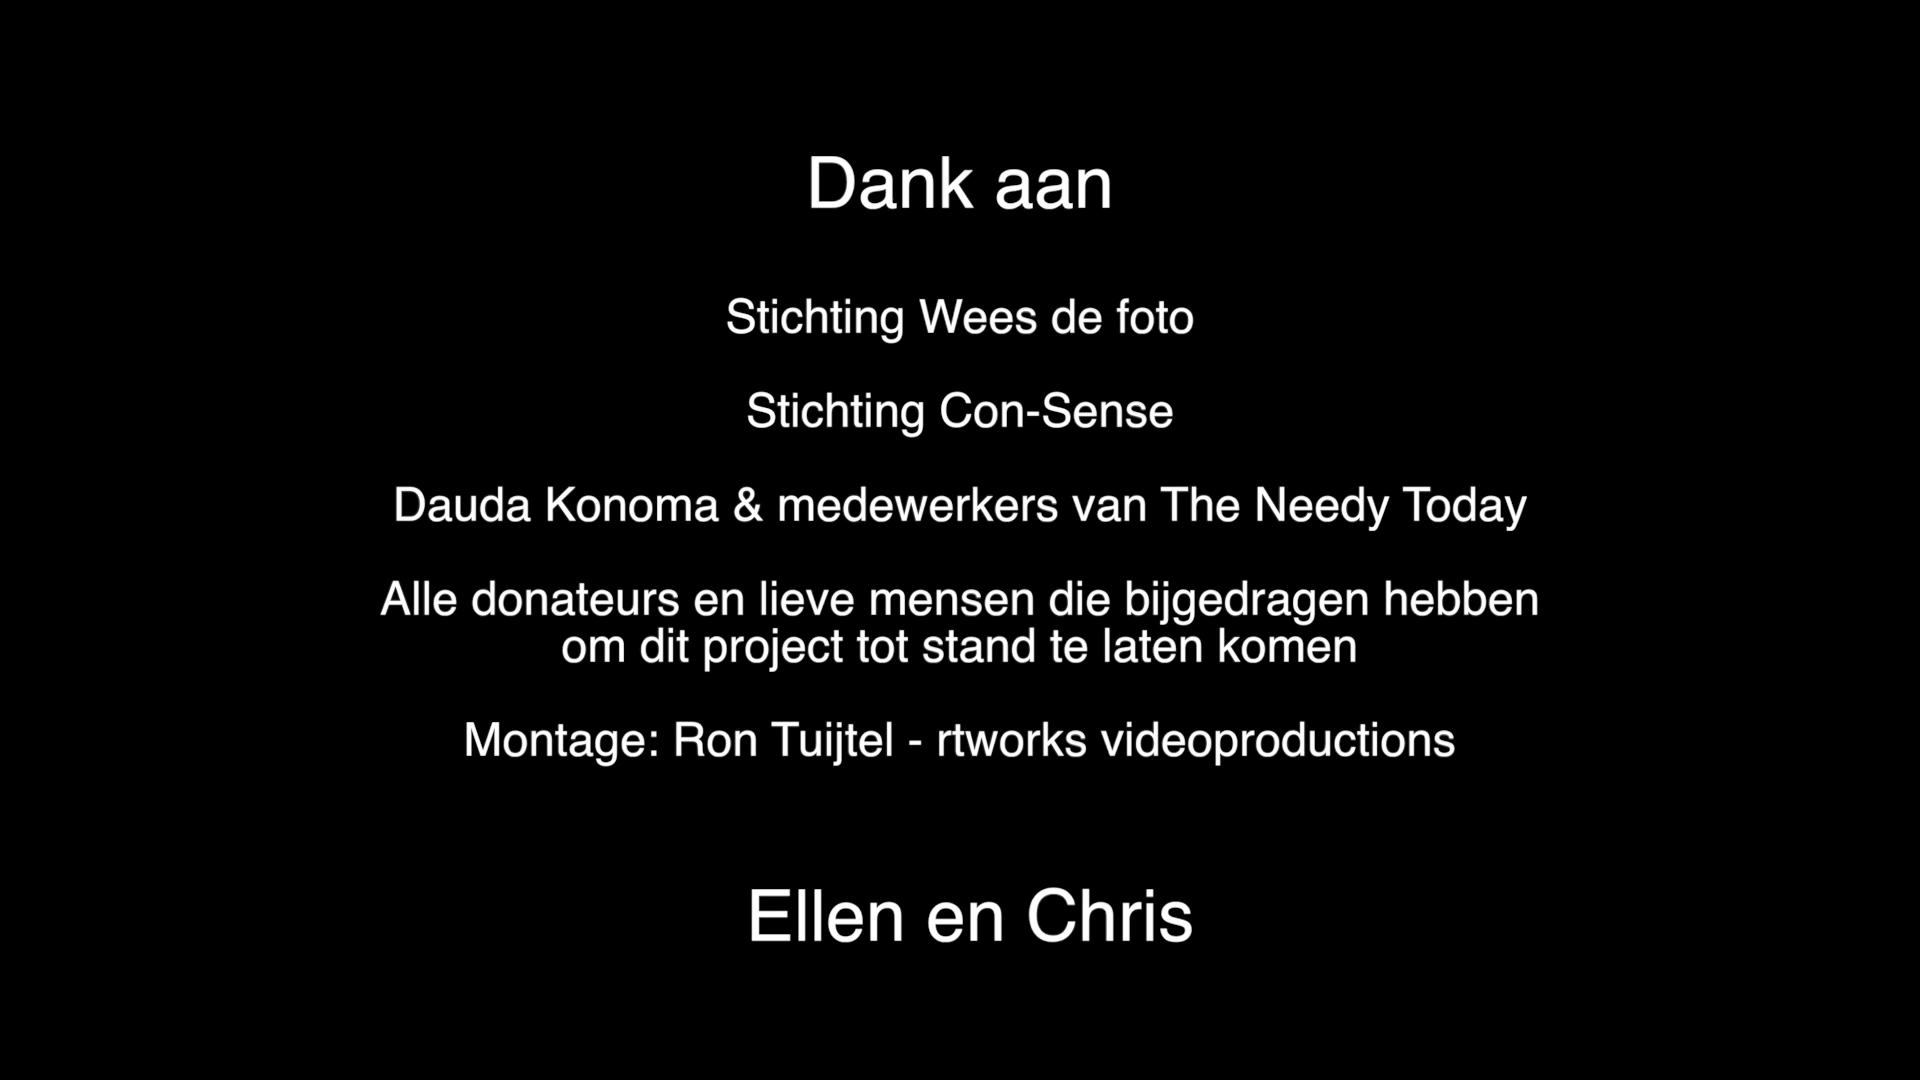 Dank aan
Stichting Wees de foto
Stichting Con-Sense
Dauda Konoma & medewerkers van The Needy Today
Alle donateurs en lieve mensen die bijgedragen hebben
om dit project tot stand te laten komen
Montage: Ron Tuijtel - rtworks videoproductions
Ellen en Chris